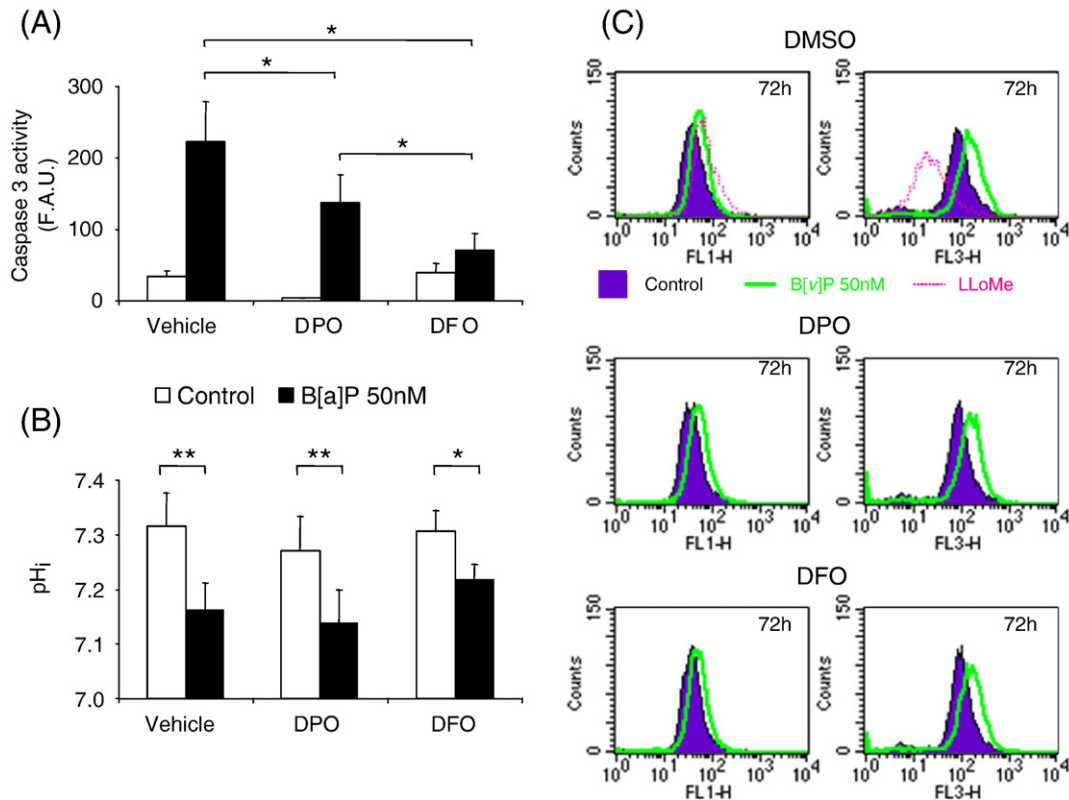 (A)
*
*
*
Caspase 3 activity
(F.A.U.)
300
200
100
0
Vehicle
DPO
DFO
Control
B[a]P 50nM
(B)
**
**
*
pHi
7.4
7.3
7.2
7.1
7.0
Vehicle
DPO
DFO
(C)
DMSO
150
Counts
0
72h
10^0 10^1 10^2 10^3 10^4
FL1-H
150
Counts
0
72h
10^0 10^1 10^2 10^3 10^4
FL3-H
Control
B[v]P 50nM
LLoMe
DPO
150
Counts
0
72h
10^0 10^1 10^2 10^3 10^4
FL1-H
150
Counts
0
72h
10^0 10^1 10^2 10^3 10^4
FL3-H
DFO
150
Counts
0
72h
10^0 10^1 10^2 10^3 10^4
FL1-H
150
Counts
0
72h
10^0 10^1 10^2 10^3 10^4
FL3-H